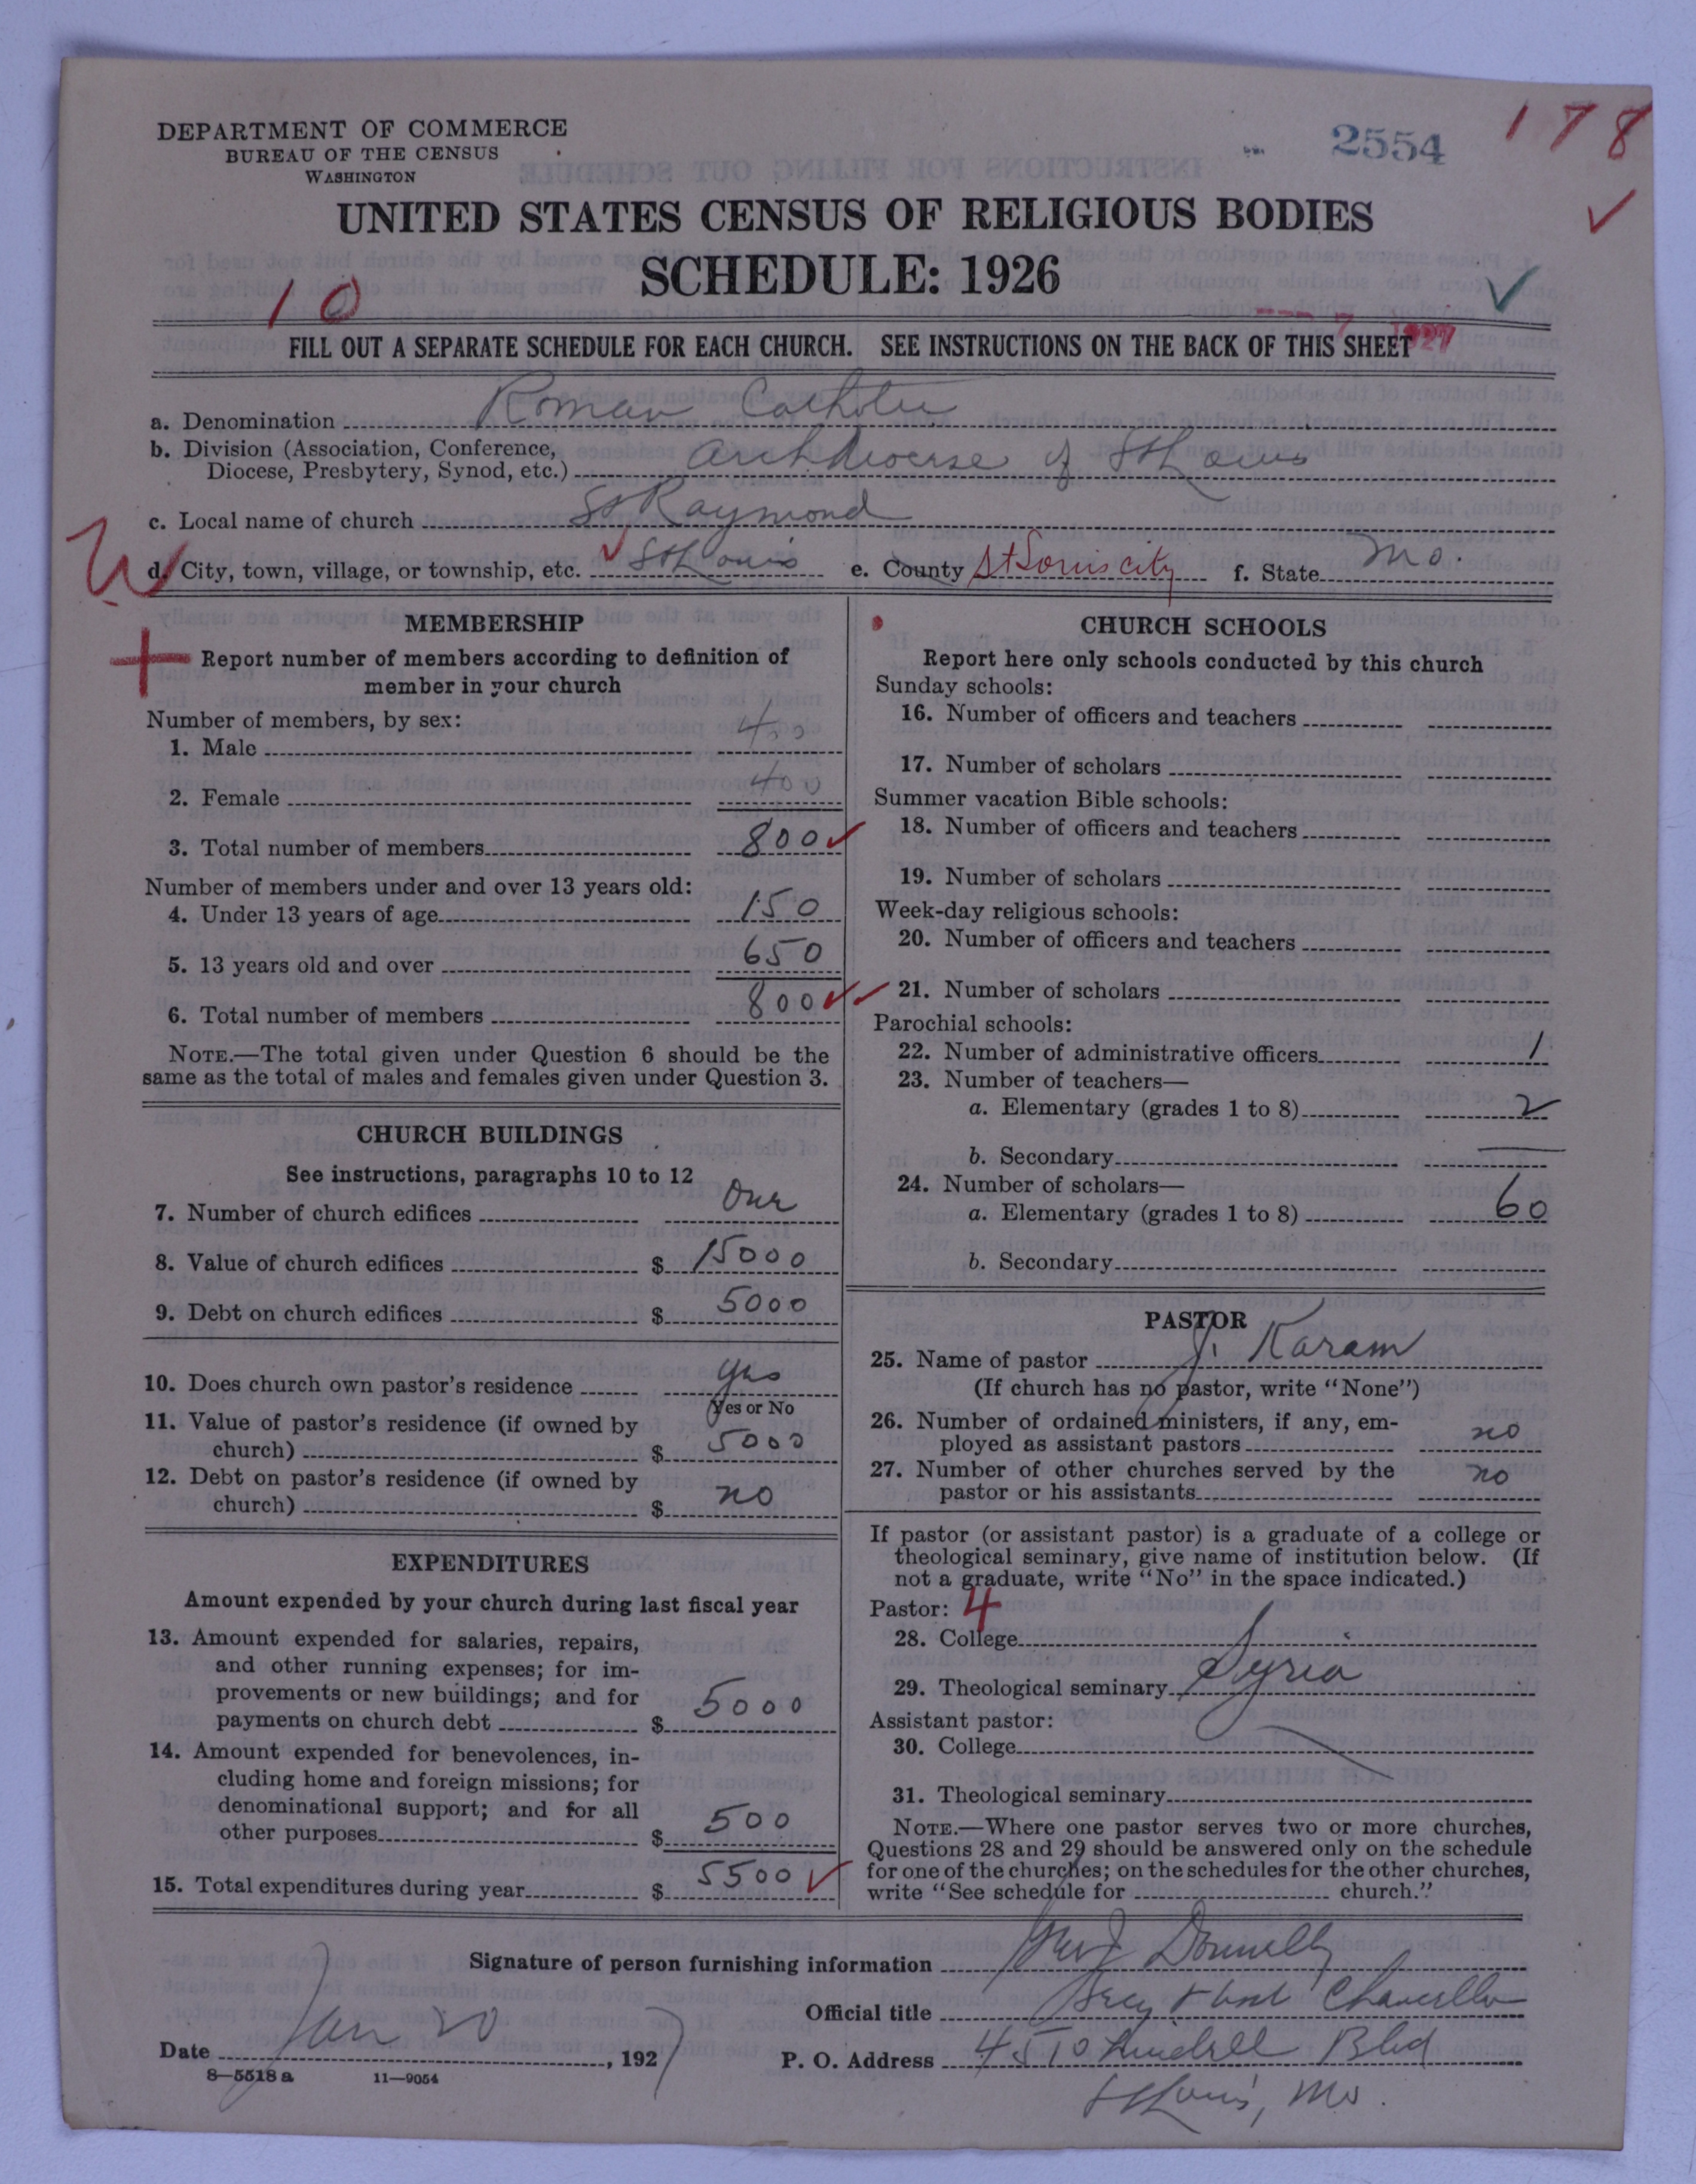 DEPARTMENT OF COMMERCE
BUREAU OF THE CENSUS
WASHINGTON
2554
178
UNITED STATES CENSUS OF RELIGIOUS BODIES
SCHEDULE: 1926
10
7 1927
FILL OUT A SEPARATE SCHEDULE FOR EACH CHURCH. SEE INSTRUCTIONS ON THE BACK OF THIS SHEET
a. Denomination Roman Catholic
b. Division (Association, Conference,
Diocese, Presbytery, Synod, etc.) Archdiocese of St Louis
c. Local name of church St Raymond
d. City, town, village, or township, etc. St Louis e. County St Louis city f. State Mo.
MEMBERSHIP
Report number of members according to definition of
member in your church
Number of members, by sex:
1. Male 400
2. Female 400
3. Total number of members 800
Number of members under and over 13 years old:
4. Under 13 years of age 150
5. 13 years old and over 650
6. Total number of members 800
NOTE.—The total given under Question 6 should be the
same as the total of males and females given under Question 3.
CHURCH BUILDINGS
See instructions, paragraphs 10 to 12
7. Number of church edifices One
8. Value of church edifices $ 15000
9. Debt on church edifices $ 5000
10. Does church own pastor's residence yes
Yes or No
11. Value of pastor's residence (if owned by
church) $ 5000
12. Debt on pastor's residence (if owned by
church) $ no
EXPENDITURES
Amount expended by your church during last fiscal year
13. Amount expended for salaries, repairs,
and other running expenses; for im-
provements or new buildings; and for
payments on church debt $ 5000
14. Amount expended for benevolences, in-
cluding home and foreign missions; for
denominational support; and for all
other purposes $ 500
15. Total expenditures during year $ 5500
CHURCH SCHOOLS
Report here only schools conducted by this church
Sunday schools:
16. Number of officers and teachers
17. Number of scholars
Summer vacation Bible schools:
18. Number of officers and teachers
19. Number of scholars
Week-day religious schools:
20. Number of officers and teachers
21. Number of scholars
Parochial schools:
22. Number of administrative officers 1
23. Number of teachers—
a. Elementary (grades 1 to 8) 2
b. Secondary
24. Number of scholars—
a. Elementary (grades 1 to 8) 60
b. Secondary
PASTOR
25. Name of pastor J. Karam
(If church has no pastor, write "None")
26. Number of ordained ministers, if any, em-
ployed as assistant pastors no
27. Number of other churches served by the
pastor or his assistants no
If pastor (or assistant pastor) is a graduate of a college or
theological seminary, give name of institution below. (If
not a graduate, write "No" in the space indicated.)
Pastor: 4
28. College
29. Theological seminary Syria
Assistant pastor:
30. College
31. Theological seminary
NOTE.—Where one pastor serves two or more churches,
Questions 28 and 29 should be answered only on the schedule
for one of the churches; on the schedules for the other churches,
write "See schedule for church."
Signature of person furnishing information Donnelly
Official title Secy & Chancellor
Date Jan 20, 1927 P. O. Address 4510 Lindell Blvd
St Louis, Mo.
8—5518 a 11—9054